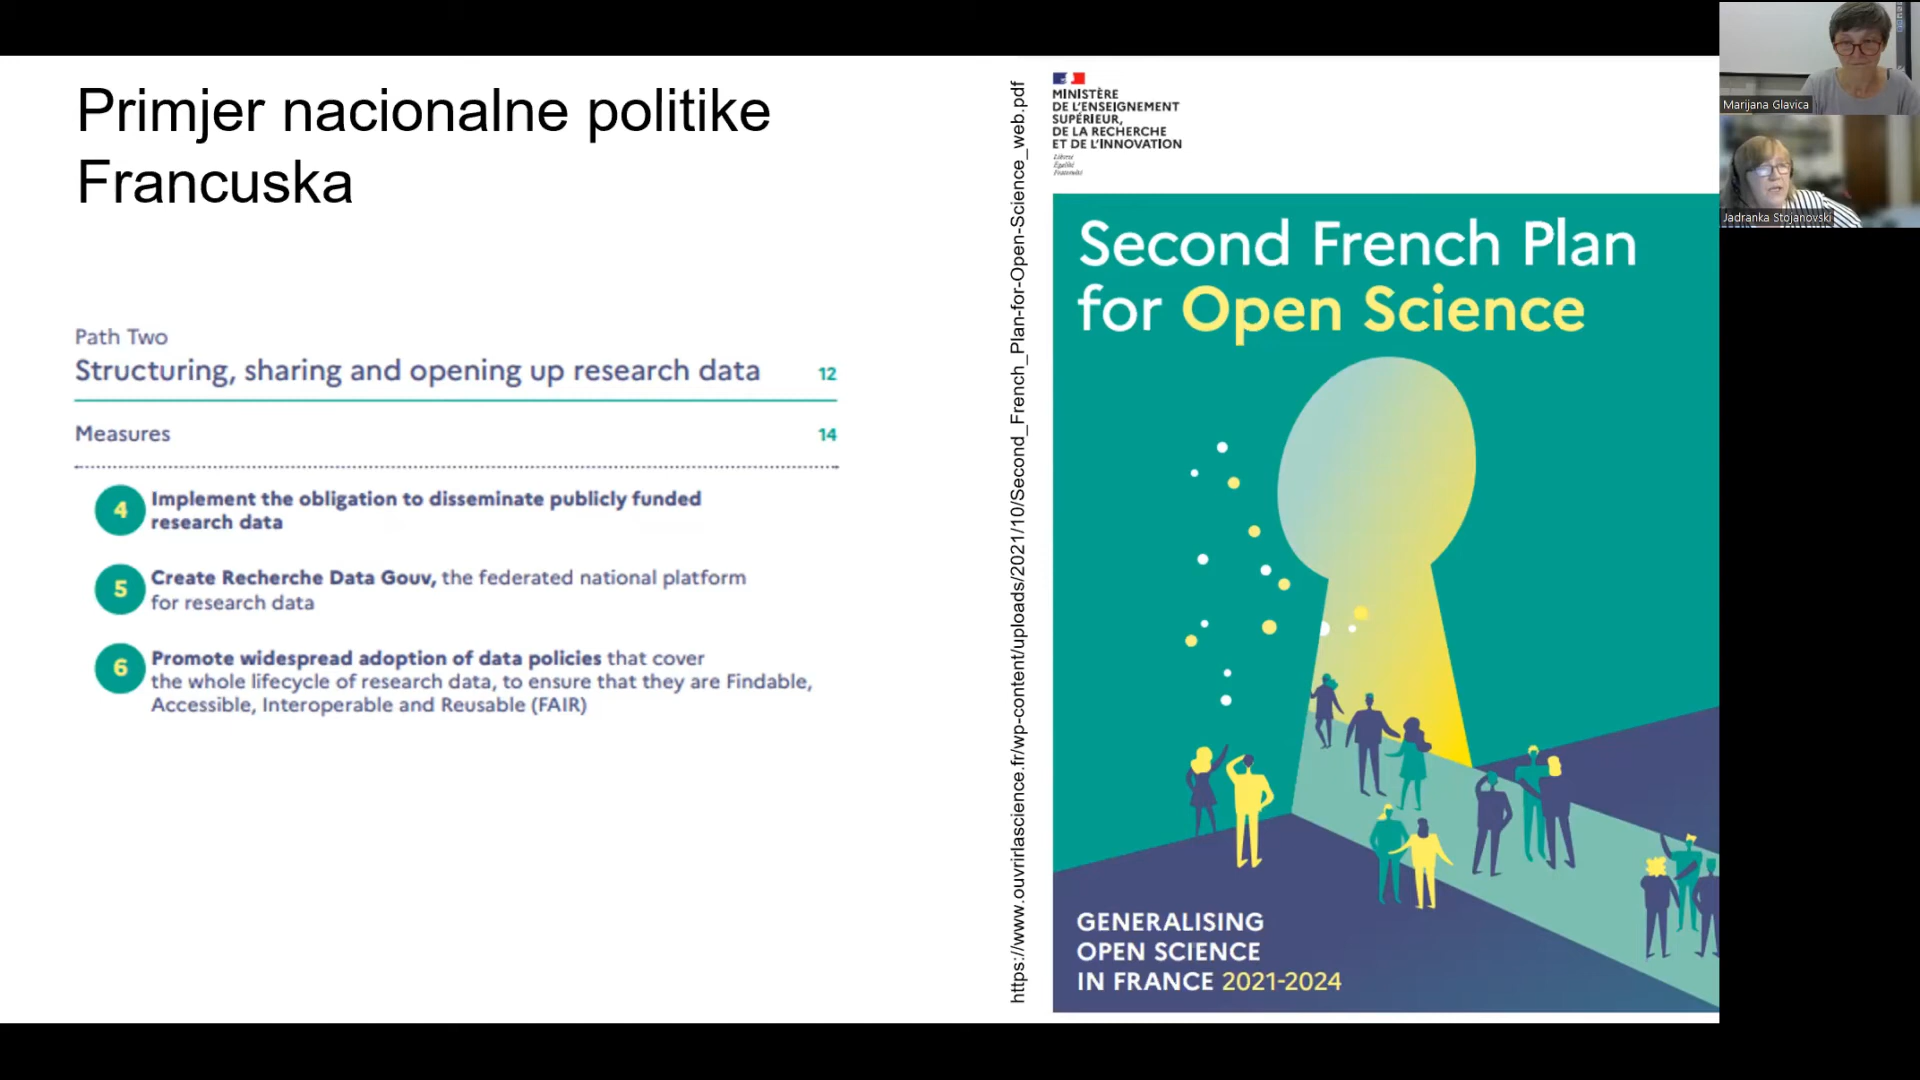 Primjer nacionalne politike
Francuska
Path Two
Structuring, sharing and opening up research data 12
Measures 14
4 Implement the obligation to disseminate publicly funded
research data
5 Create Recherche Data Gouv, the federated national platform
for research data
6 Promote widespread adoption of data policies that cover
the whole lifecycle of research data, to ensure that they are Findable,
Accessible, Interoperable and Reusable (FAIR)
https://www.ouvrirlascience.fr/wp-content/uploads/2021/10/Second_French_Plan-for-Open-Science_web.pdf
MINISTÈRE
DE L'ENSEIGNEMENT
SUPÉRIEUR,
DE LA RECHERCHE
ET DE L'INNOVATION
Liberté
Égalité
Fraternité
Second French Plan
for Open Science
GENERALISING
OPEN SCIENCE
IN FRANCE 2021-2024
Marijana Glavica
Jadranka Stojanovski